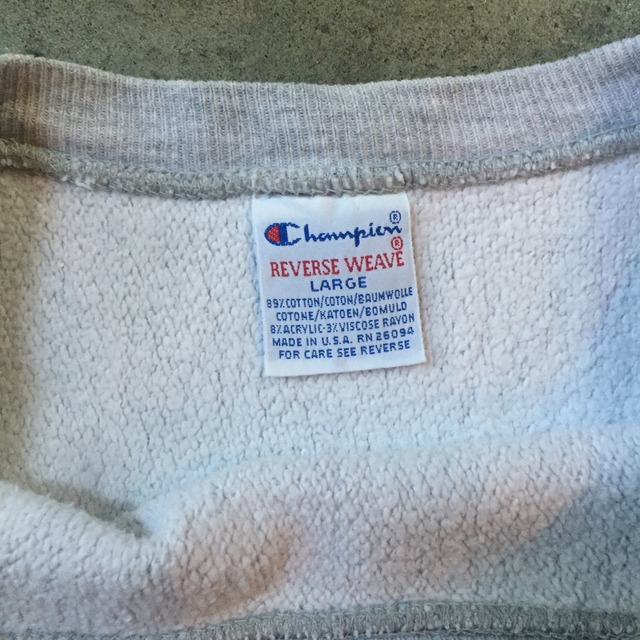 Champion®
REVERSE WEAVE®
LARGE
89% COTTON/COTON/BAUMWOLLE
COTONE/KATOEN/BOMULD
8% ACRYLIC-3% VISCOSE RAYON
MADE IN U.S.A. RN 26094
FOR CARE SEE REVERSE